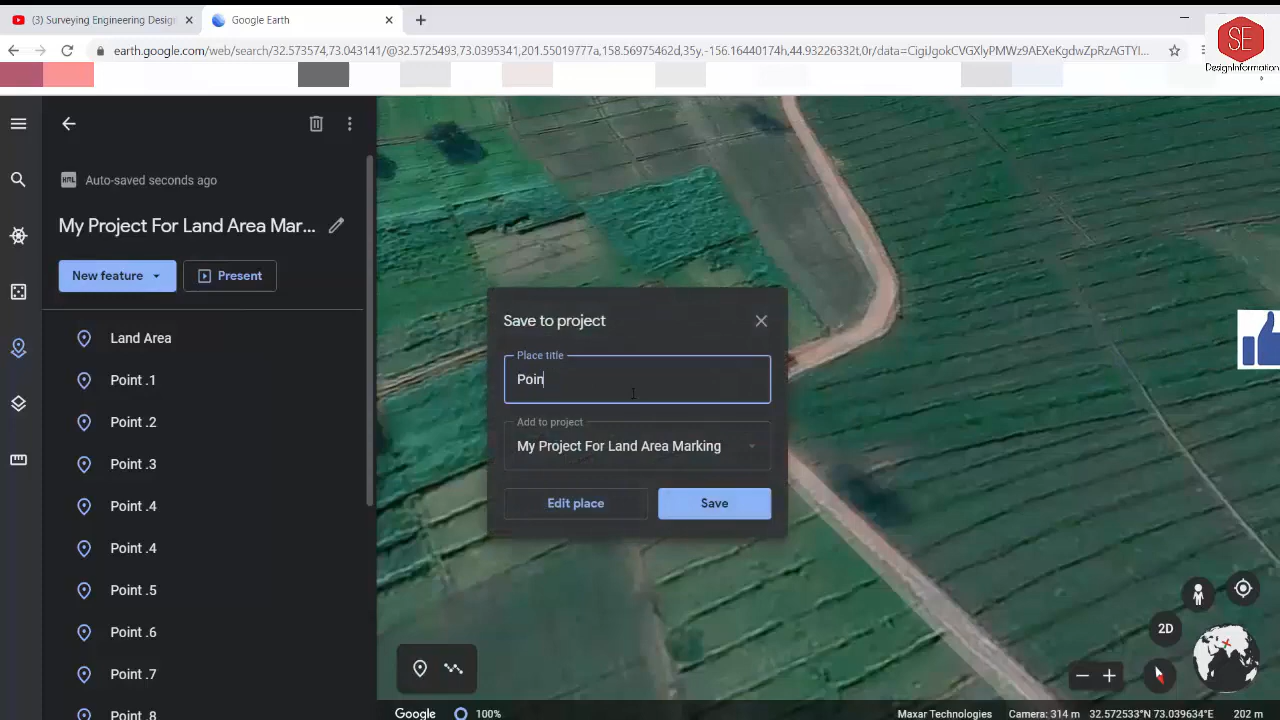 (3) Surveying Engineering Desig
Google Earth
earth.google.com/web/search/32.573574,73.043141/@32.5725493,73.0395341,201.55019777a,158.56975462d,35y,-156.16440174h,44.93226332t,0r/data=
SE
DesignInformation
Auto-saved seconds ago
KML
My Project For Land Area Mar...
New feature
Present
Land Area
Point .1
Point .2
Point .3
Point .4
Point .4
Point .5
Point .6
Point .7
Point .8
Save to project
Place title
Poin
Add to project
My Project For Land Area Marking
Edit place
Save
2D
Google
100%
Maxar Technologies
Camera: 314 m
32.572533°N 73.039634°E
202 m